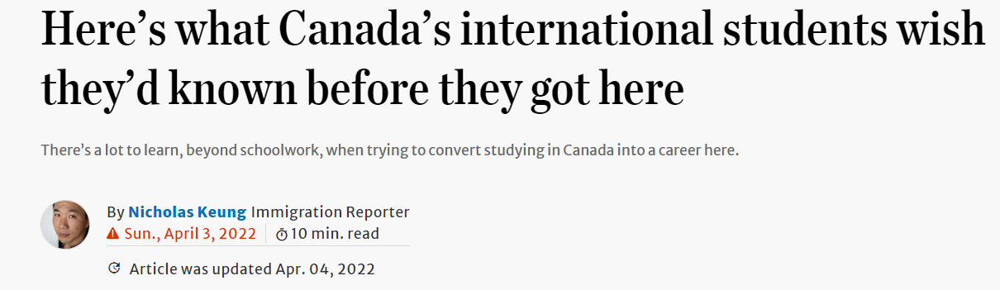 Here’s what Canada’s international students wish
they’d known before they got here
There’s a lot to learn, beyond schoolwork, when trying to convert studying in Canada into a career here.
By Nicholas Keung Immigration Reporter
Sun., April 3, 2022 10 min. read
Article was updated Apr. 04, 2022